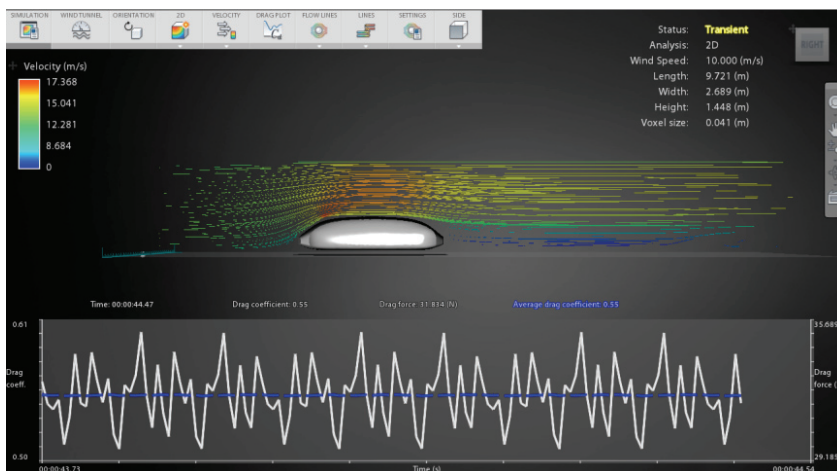 SIMULATION WIND TUNNEL ORIENTATION 2D VELOCITY DRAG PLOT FLOW LINES LINES SETTINGS SIDE
Velocity (m/s)
17.368
15.041
12.281
8.684
0
Status: Transient
Analysis: 2D
Wind Speed: 10.000 (m/s)
Length: 9.721 (m)
Width: 2.689 (m)
Height: 1.448 (m)
Voxel size: 0.041 (m)
RIGHT
Time: 00:00:44.47 Drag coefficient: 0.55 Drag force: 31.834 (N) Average drag coefficient: 0.55
0.61
Drag
coeff.
0.50
35.689
Drag
force (
29.185
00:00:43.73 Time (s) 00:00:44.54